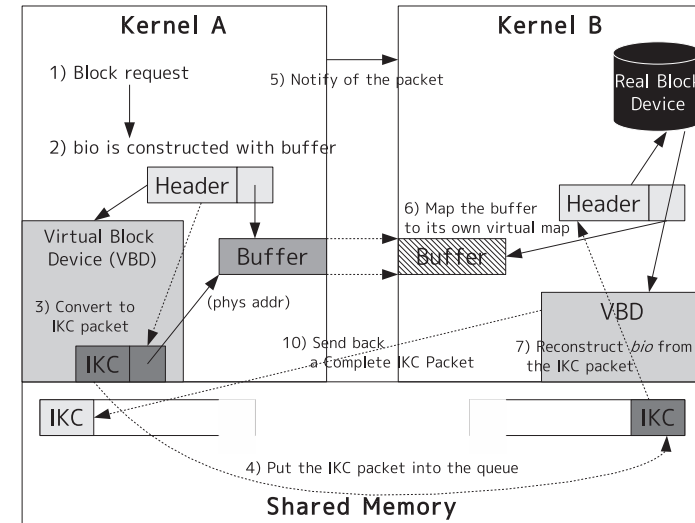 Kernel A
Kernel B
1) Block request
5) Notify of the packet
Real Block
Device
2) bio is constructed with buffer
Header
Header
6) Map the buffer
to its own virtual map
Virtual Block
Device (VBD)
Buffer
Buffer
(phys addr)
3) Convert to
IKC packet
VBD
10) Send back
a Complete IKC Packet
7) Reconstruct bio from
the IKC packet
IKC
IKC
IKC
4) Put the IKC packet into the queue
Shared Memory